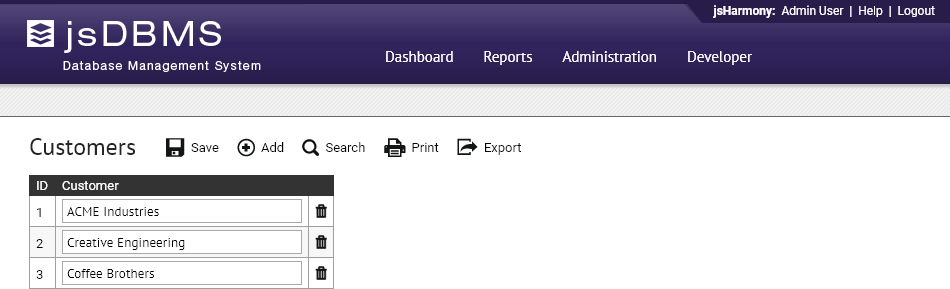 jsHarmony: Admin User | Help | Logout
jsDBMS
Database Management System
Dashboard Reports Administration Developer
Customers Save Add Search Print Export
ID Customer
1 ACME Industries
2 Creative Engineering
3 Coffee Brothers